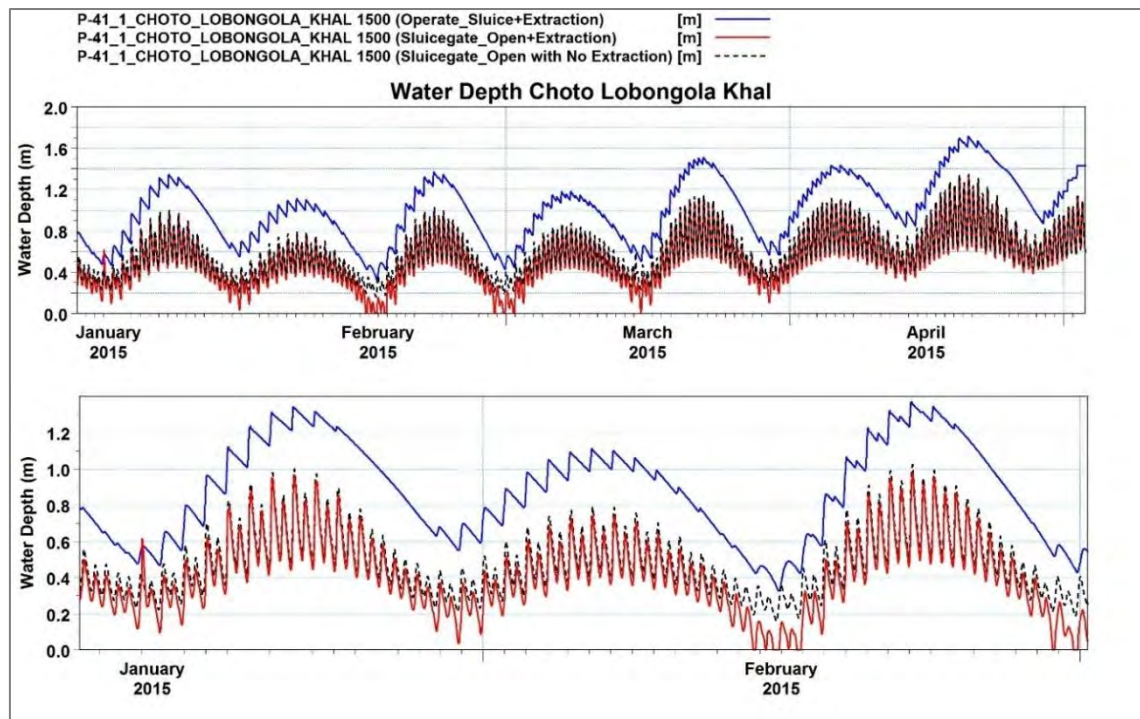 P-41_1_CHOTO_LOBONGOLA_KHAL 1500 (Operate_Sluice+Extraction) [m]
P-41_1_CHOTO_LOBONGOLA_KHAL 1500 (Sluicegate_Open+Extraction) [m]
P-41_1_CHOTO_LOBONGOLA_KHAL 1500 (Sluicegate_Open with No Extraction) [m]
Water Depth Choto Lobongola Khal
Water Depth (m)
2.0
1.6
1.2
0.8
0.4
0.0
January February March April
2015 2015 2015 2015
Water Depth (m)
1.2
1.0
0.8
0.6
0.4
0.2
0.0
January February
2015 2015